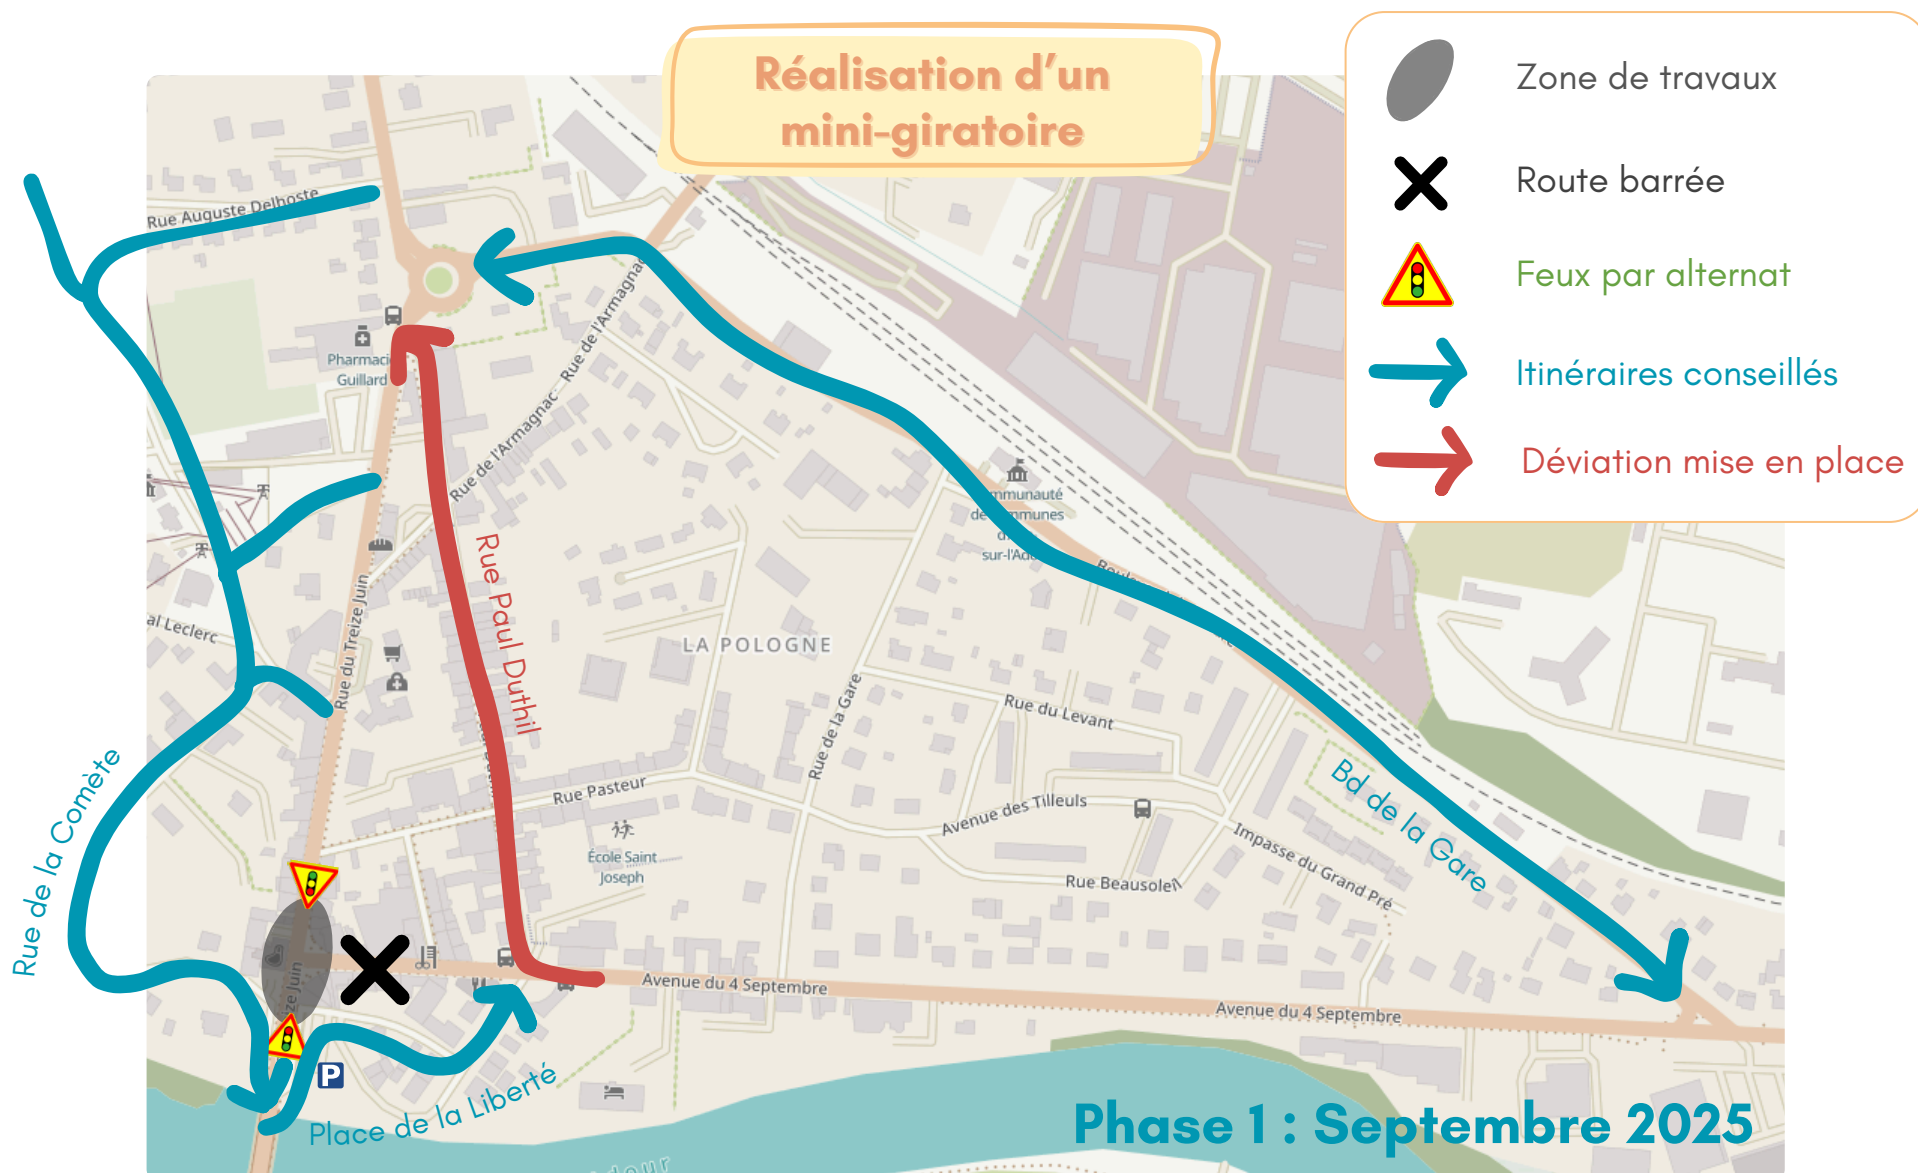 Réalisation d'un
mini-giratoire
Zone de travaux
Route barrée
Feux par alternat
Itinéraires conseillés
Déviation mise en place
Rue Auguste Delhoste
Pharmacie
Guillard
Rue de l'Armagnac
Rue de l'Armagnac
Rue du Treize Juin
Rue Paul Duthil
al Leclerc
LA POLOGNE
sur-l'Ado
Rue de la Gare
Rue du Levant
Rue Pasteur
Avenue des Tilleuls
École Saint
Joseph
Rue Beausoleil
Impasse du Grand Pré
Bd de la Gare
Rue de la Comète
ze Juin
Avenue du 4 Septembre
Avenue du 4 Septembre
P
Place de la Liberté
Phase 1 : Septembre 2025